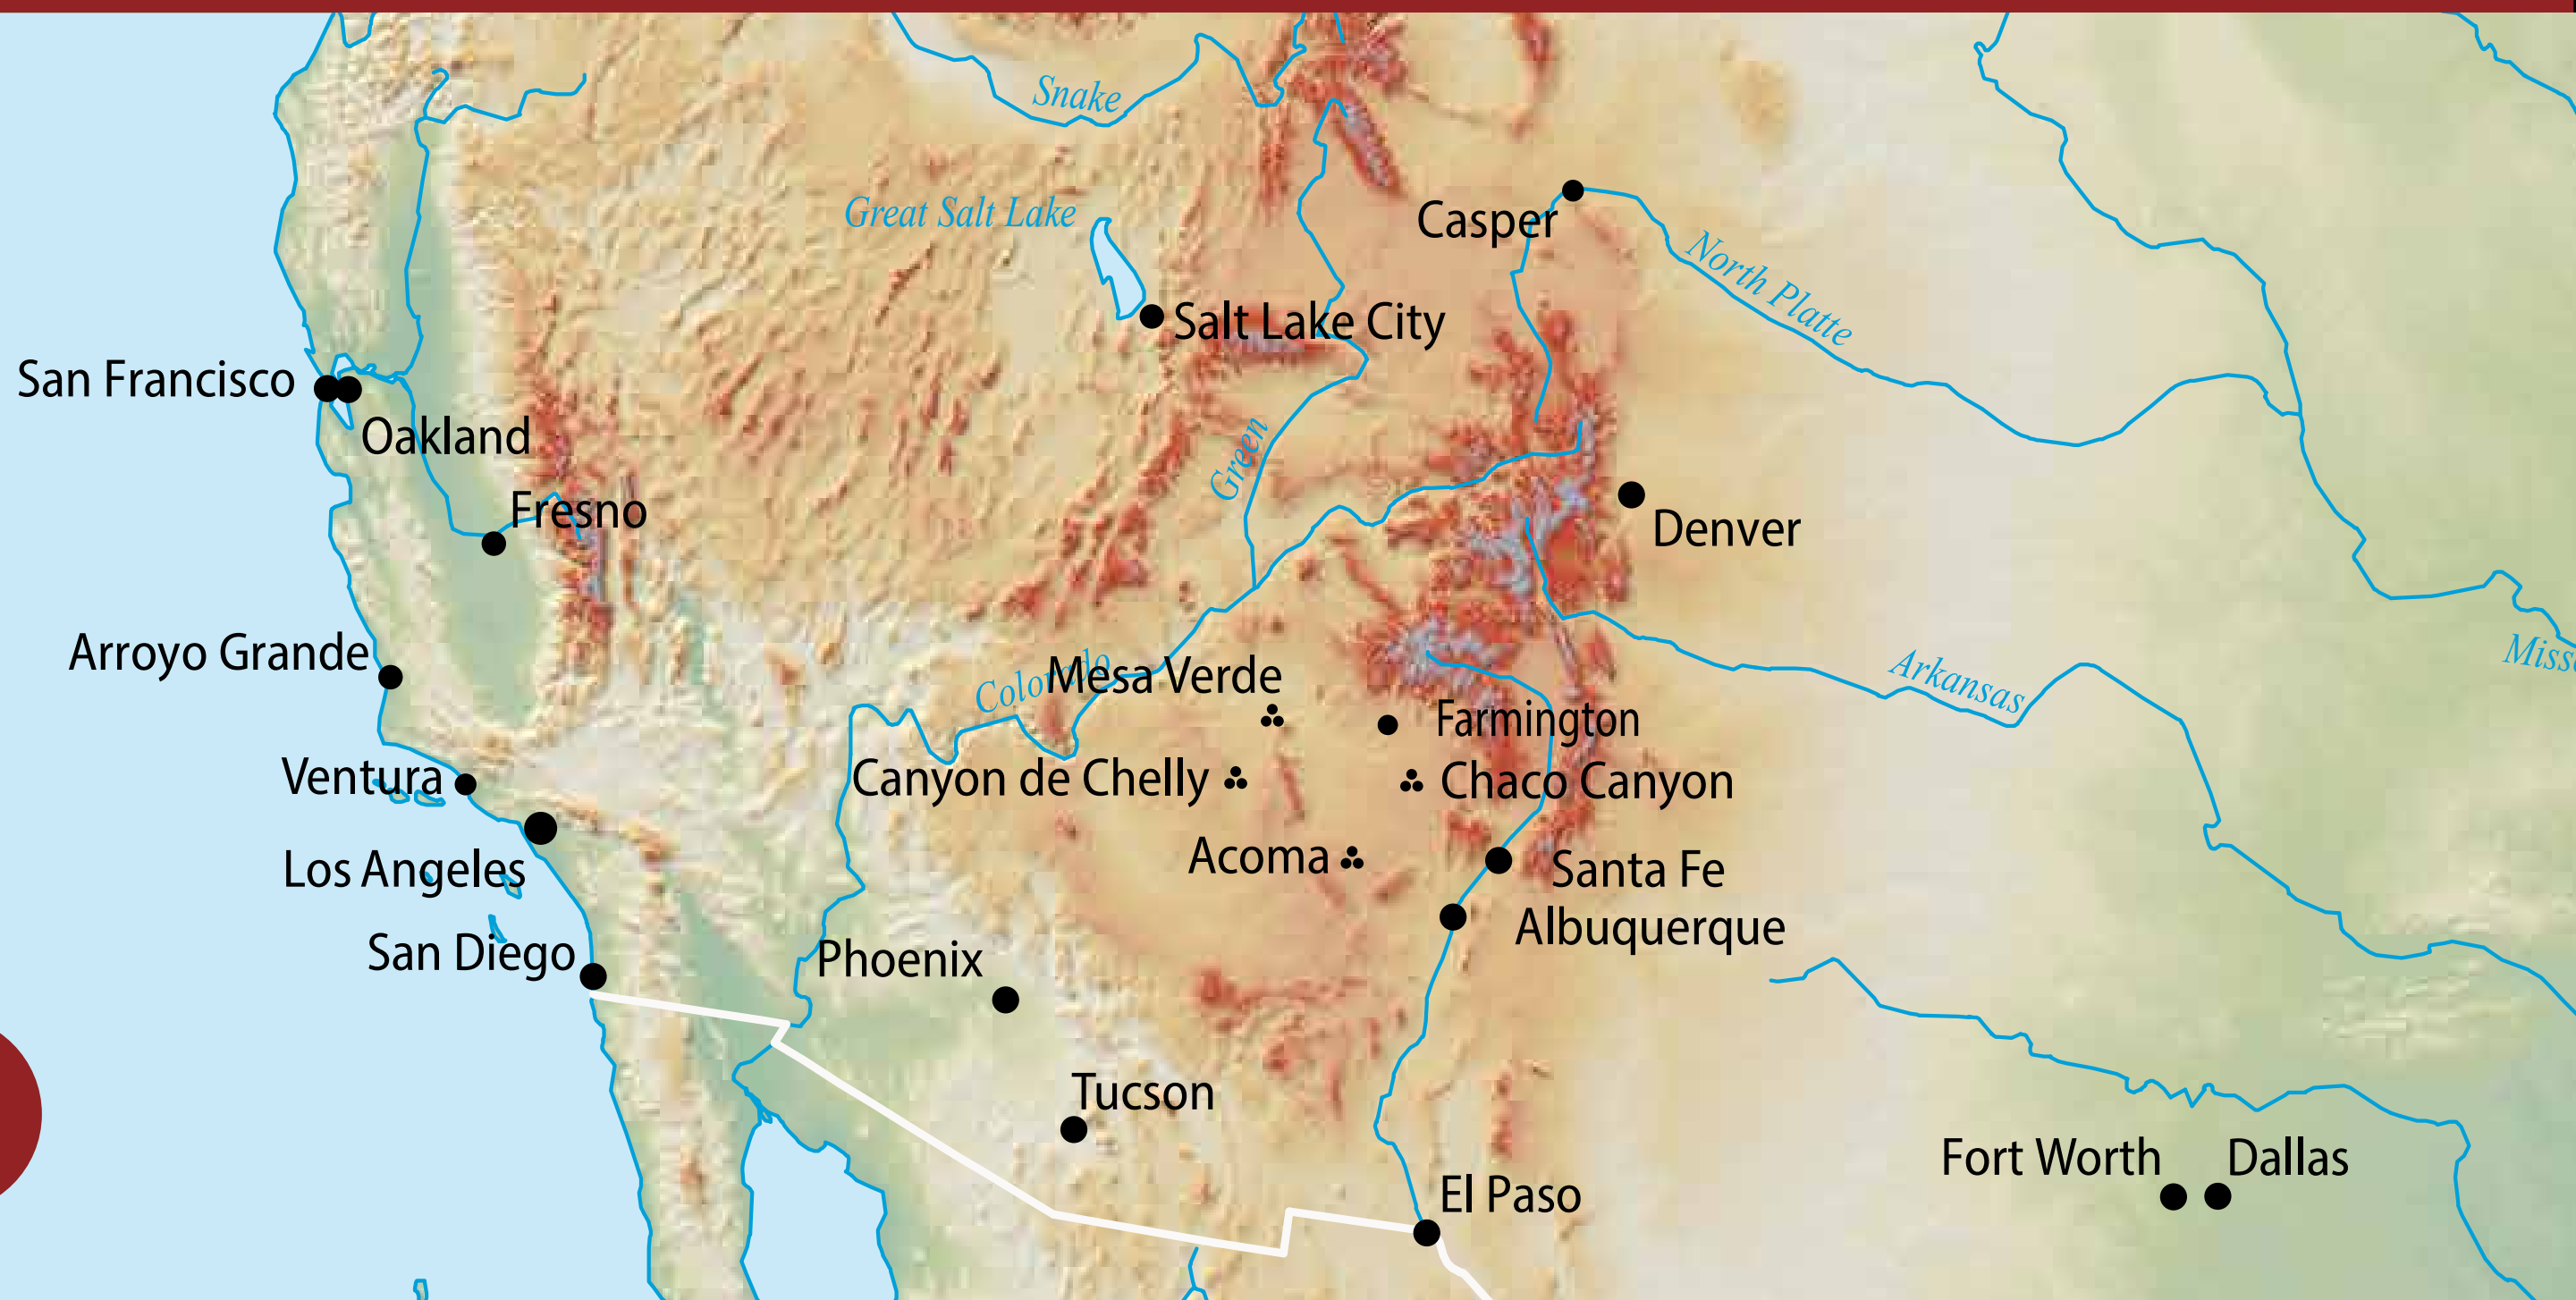 Snake
Great Salt Lake
Casper
North Platte
Salt Lake City
San Francisco
Oakland
Green
Fresno
Denver
Arroyo Grande
Colorado
Mesa Verde
Arkansas
Farmington
Ventura
Canyon de Chelly
Chaco Canyon
Los Angeles
Acoma
Santa Fe
Albuquerque
San Diego
Phoenix
Tucson
Fort Worth
Dallas
El Paso